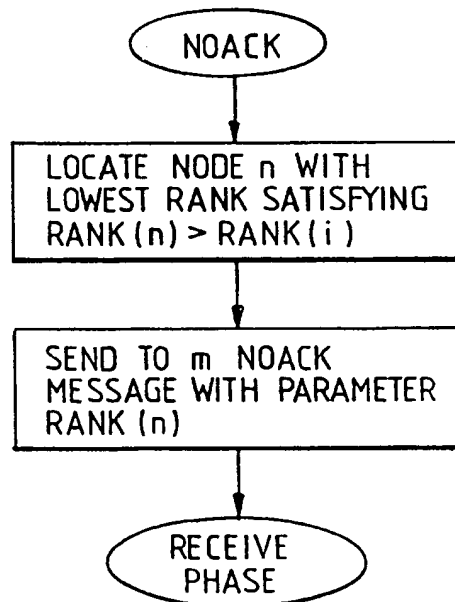 NOACK
LOCATE NODE n WITH
LOWEST RANK SATISFYING
RANK (n) > RANK (i)
SEND TO m NOACK
MESSAGE WITH PARAMETER
RANK (n)
RECEIVE
PHASE